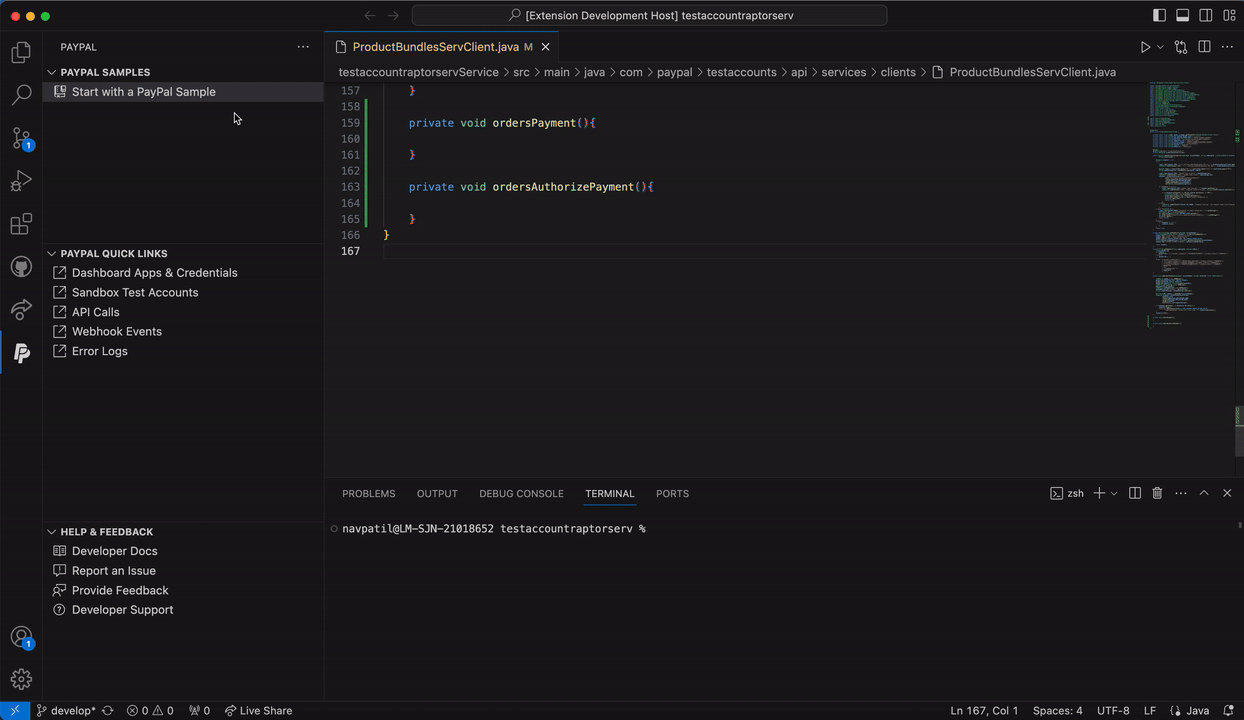 [Extension Development Host] testaccountraptorserv
PAYPAL
PAYPAL SAMPLES
Start with a PayPal Sample
PAYPAL QUICK LINKS
Dashboard Apps & Credentials
Sandbox Test Accounts
API Calls
Webhook Events
Error Logs
HELP & FEEDBACK
Developer Docs
Report an Issue
Provide Feedback
Developer Support
1
1
ProductBundlesServClient.java M
testaccountraptorservService > src > main > java > com > paypal > testaccounts > api > services > clients > ProductBundlesServClient.java
157 }
158
159 private void ordersPayment(){
160
161 }
162
163 private void ordersAuthorizePayment(){
164
165 }
166 }
167
PROBLEMS OUTPUT DEBUG CONSOLE TERMINAL PORTS zsh
navpatil@LM-SJN-21018652 testaccountraptorserv %
develop* 0 0 0 Live Share Ln 167, Col 1 Spaces: 4 UTF-8 LF Java